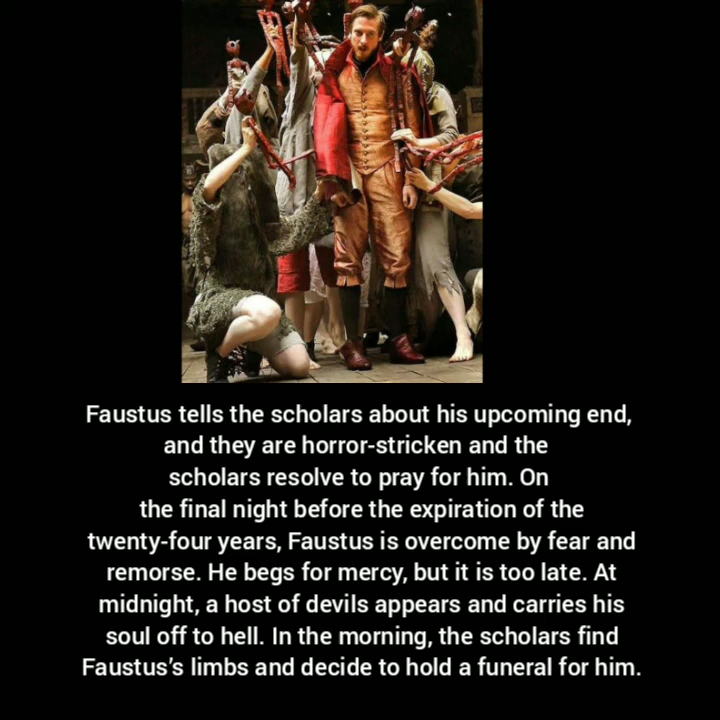 Faustus tells the scholars about his upcoming end,
and they are horror-stricken and the
scholars resolve to pray for him. On
the final night before the expiration of the
twenty-four years, Faustus is overcome by fear and
remorse. He begs for mercy, but it is too late. At
midnight, a host of devils appears and carries his
soul off to hell. In the morning, the scholars find
Faustus’s limbs and decide to hold a funeral for him.